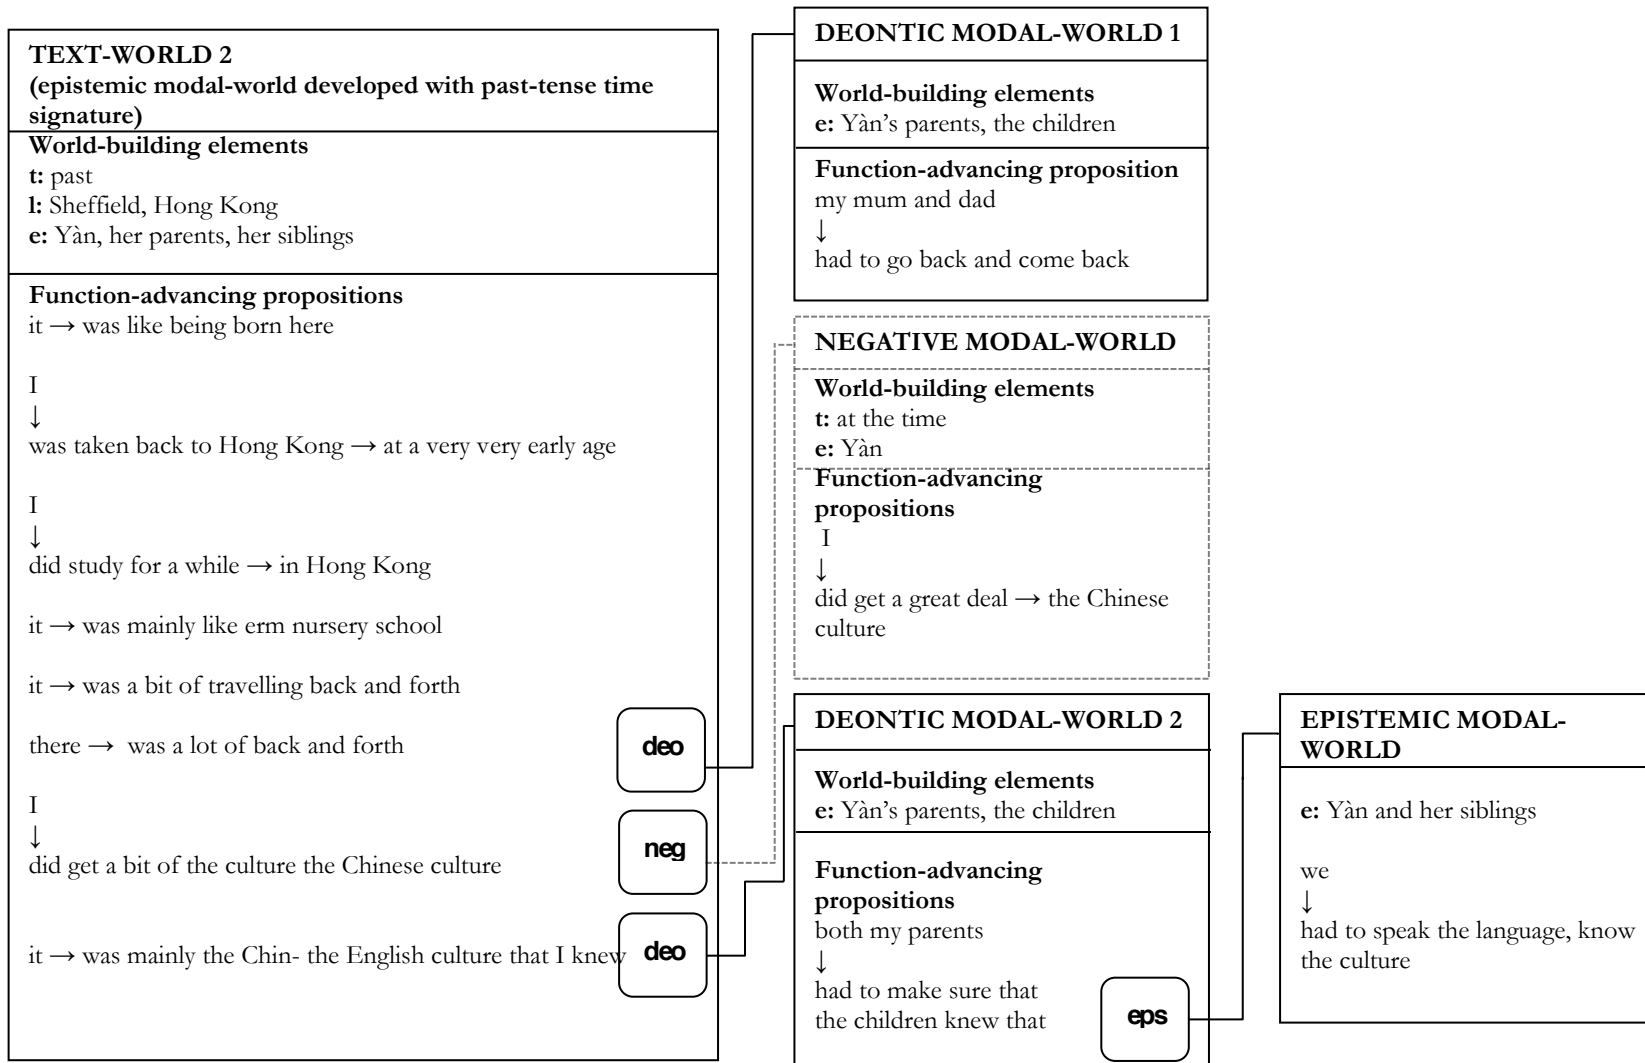 TEXT-WORLD 2
(epistemic modal-world developed with past-tense time
signature)
World-building elements
t: past
l: Sheffield, Hong Kong
e: Yàn, her parents, her siblings
Function-advancing propositions
it → was like being born here
I
↓
was taken back to Hong Kong → at a very very early age
I
↓
did study for a while → in Hong Kong
it → was mainly like erm nursery school
it → was a bit of travelling back and forth
there → was a lot of back and forth
I
↓
did get a bit of the culture the Chinese culture
it → was mainly the Chin- the English culture that I knew
deo
neg
deo
DEONTIC MODAL-WORLD 1
World-building elements
e: Yàn’s parents, the children
Function-advancing proposition
my mum and dad
↓
had to go back and come back
NEGATIVE MODAL-WORLD
World-building elements
t: at the time
e: Yàn
Function-advancing
propositions
I
↓
did get a great deal → the Chinese
culture
DEONTIC MODAL-WORLD 2
World-building elements
e: Yàn’s parents, the children
Function-advancing
propositions
both my parents
↓
had to make sure that
the children knew that
eps
EPISTEMIC MODAL-
WORLD
e: Yàn and her siblings
we
↓
had to speak the language, know
the culture